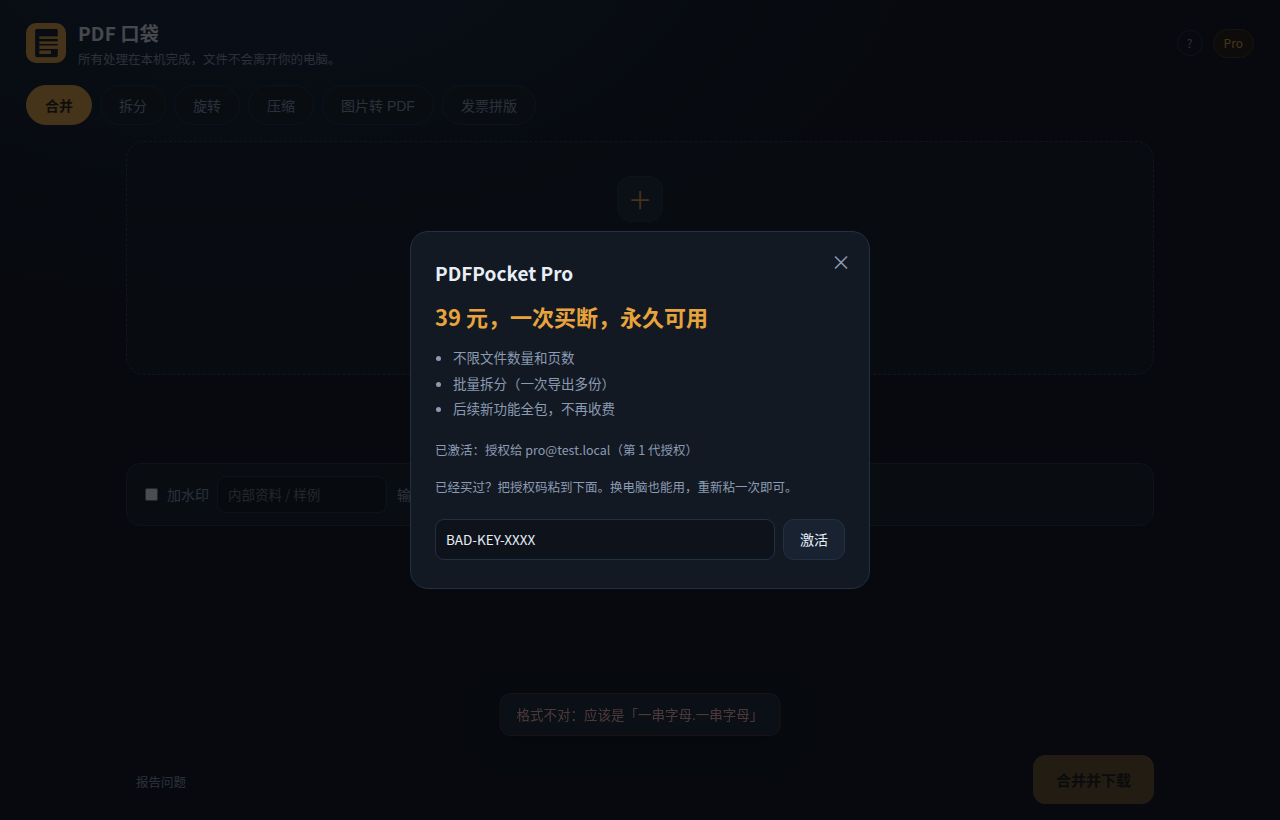 PDF 口袋
所有处理在本机完成，文件不会离开你的电脑。
?
Pro
合并
拆分
旋转
压缩
图片转 PDF
发票拼版
PDFPocket Pro
39 元，一次买断，永久可用
不限文件数量和页数
批量拆分（一次导出多份）
后续新功能全包，不再收费
已激活：授权给 pro@test.local（第 1 代授权）
已经买过？把授权码粘到下面。换电脑也能用，重新粘一次即可。
BAD-KEY-XXXX
激活
加水印
内部资料 / 样例
输
格式不对：应该是「一串字母.一串字母」
报告问题
合并并下载